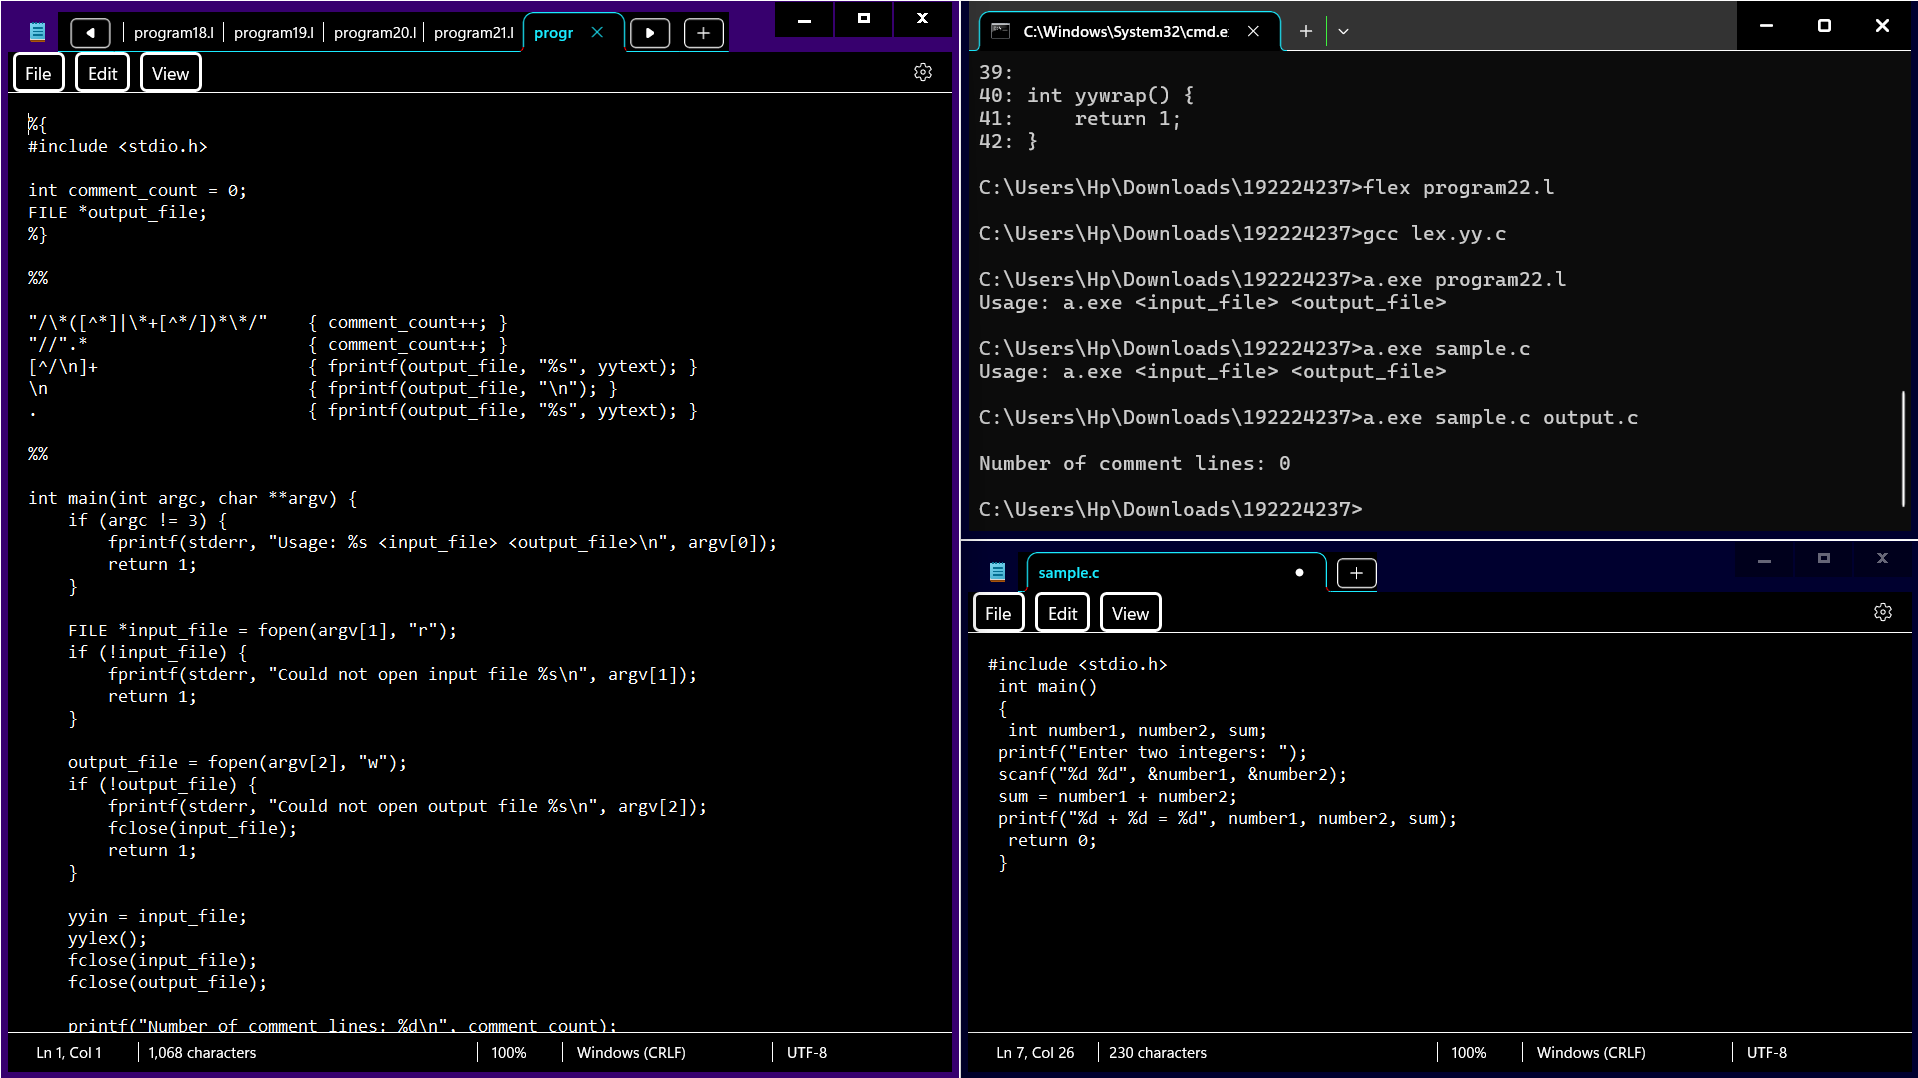 program18.l program19.l program20.l program21.l progr
File Edit View
%{
#include <stdio.h>

int comment_count = 0;
FILE *output_file;
%}

%%

"/\*([^*]|\*+[^*/])*\*/"    { comment_count++; }
"//".*                      { comment_count++; }
[^/\n]+                     { fprintf(output_file, "%s", yytext); }
\n                          { fprintf(output_file, "\n"); }
.                           { fprintf(output_file, "%s", yytext); }

%%

int main(int argc, char **argv) {
    if (argc != 3) {
        fprintf(stderr, "Usage: %s <input_file> <output_file>\n", argv[0]);
        return 1;
    }

    FILE *input_file = fopen(argv[1], "r");
    if (!input_file) {
        fprintf(stderr, "Could not open input file %s\n", argv[1]);
        return 1;
    }

    output_file = fopen(argv[2], "w");
    if (!output_file) {
        fprintf(stderr, "Could not open output file %s\n", argv[2]);
        fclose(input_file);
        return 1;
    }

    yyin = input_file;
    yylex();
    fclose(input_file);
    fclose(output_file);

    printf("Number of comment lines: %d\n", comment_count);
Ln 1, Col 1 1,068 characters 100% Windows (CRLF) UTF-8
C:\Windows\System32\cmd.e
39:
40: int yywrap() {
41:     return 1;
42: }

C:\Users\Hp\Downloads\192224237>flex program22.l

C:\Users\Hp\Downloads\192224237>gcc lex.yy.c

C:\Users\Hp\Downloads\192224237>a.exe program22.l
Usage: a.exe <input_file> <output_file>

C:\Users\Hp\Downloads\192224237>a.exe sample.c
Usage: a.exe <input_file> <output_file>

C:\Users\Hp\Downloads\192224237>a.exe sample.c output.c

Number of comment lines: 0

C:\Users\Hp\Downloads\192224237>
sample.c
File Edit View
#include <stdio.h>
 int main()
 {
  int number1, number2, sum;
 printf("Enter two integers: ");
 scanf("%d %d", &number1, &number2);
 sum = number1 + number2;
 printf("%d + %d = %d", number1, number2, sum);
  return 0;
 }
Ln 7, Col 26 230 characters 100% Windows (CRLF) UTF-8